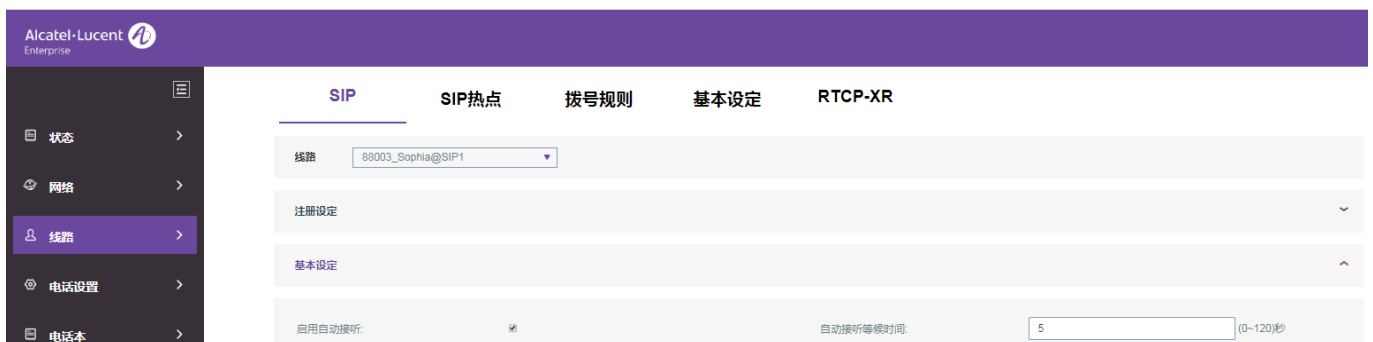 Alcatel·Lucent
Enterprise
SIP
SIP热点
拨号规则
基本设定
RTCP-XR
状态
网络
线路
电话设置
电话本
线路
88003_Sophia@SIP1
注册设定
基本设定
启用自动接听:
自动接听等候时间:
5
(0~120)秒